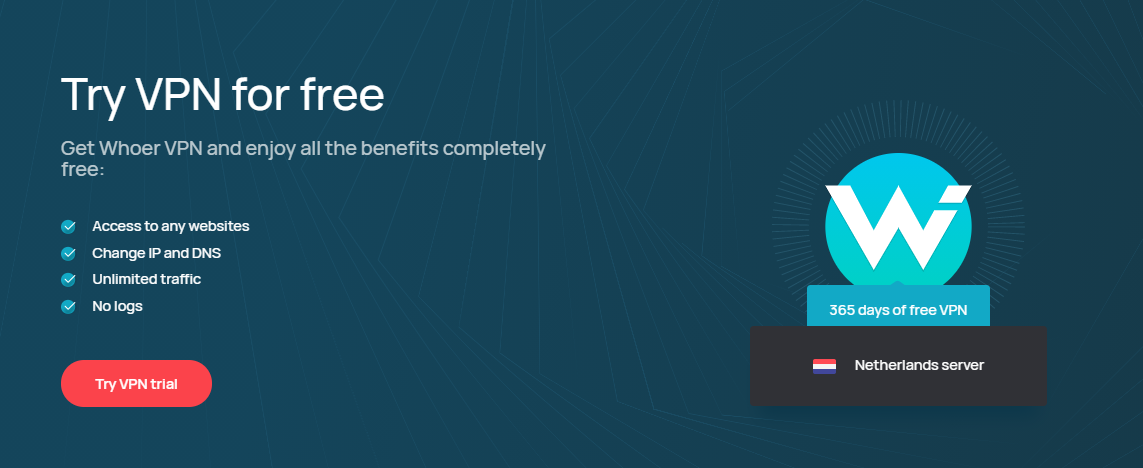 Try VPN for free
Get Whoer VPN and enjoy all the benefits completely
free:
Access to any websites
Change IP and DNS
Unlimited traffic
No logs
Try VPN trial
365 days of free VPN
Netherlands server